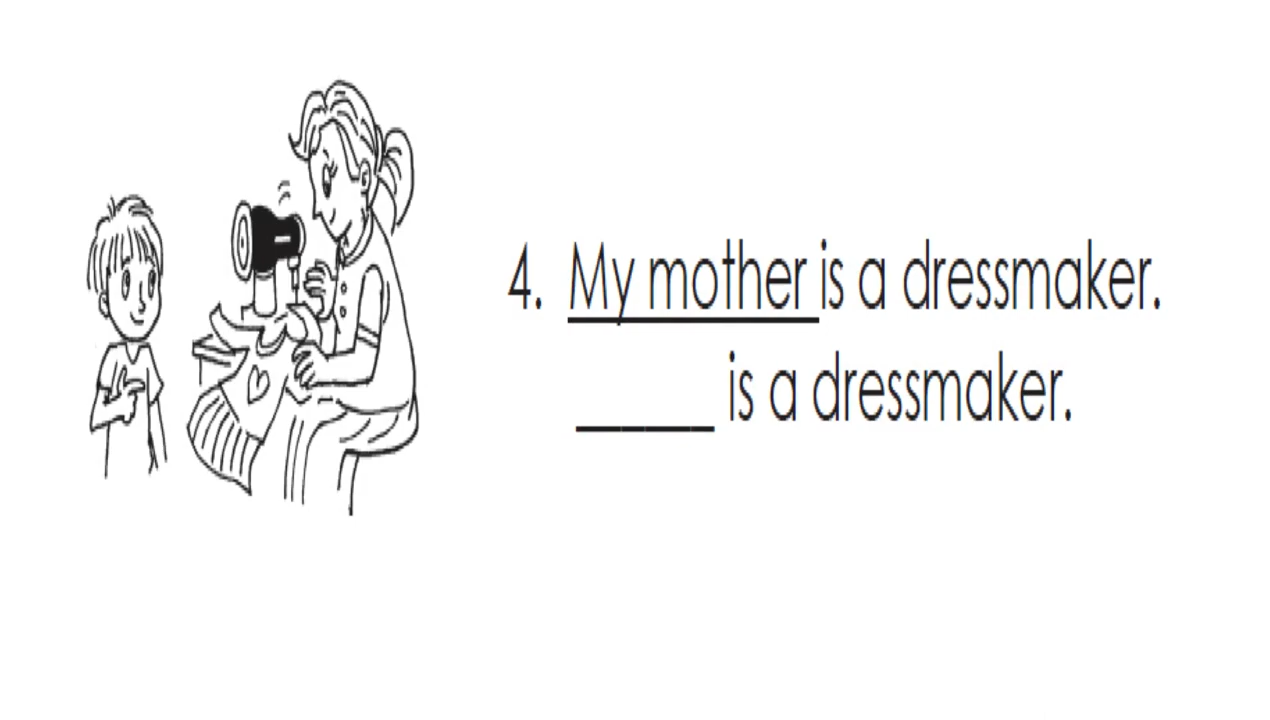 4. My mother is a dressmaker.
_____ is a dressmaker.